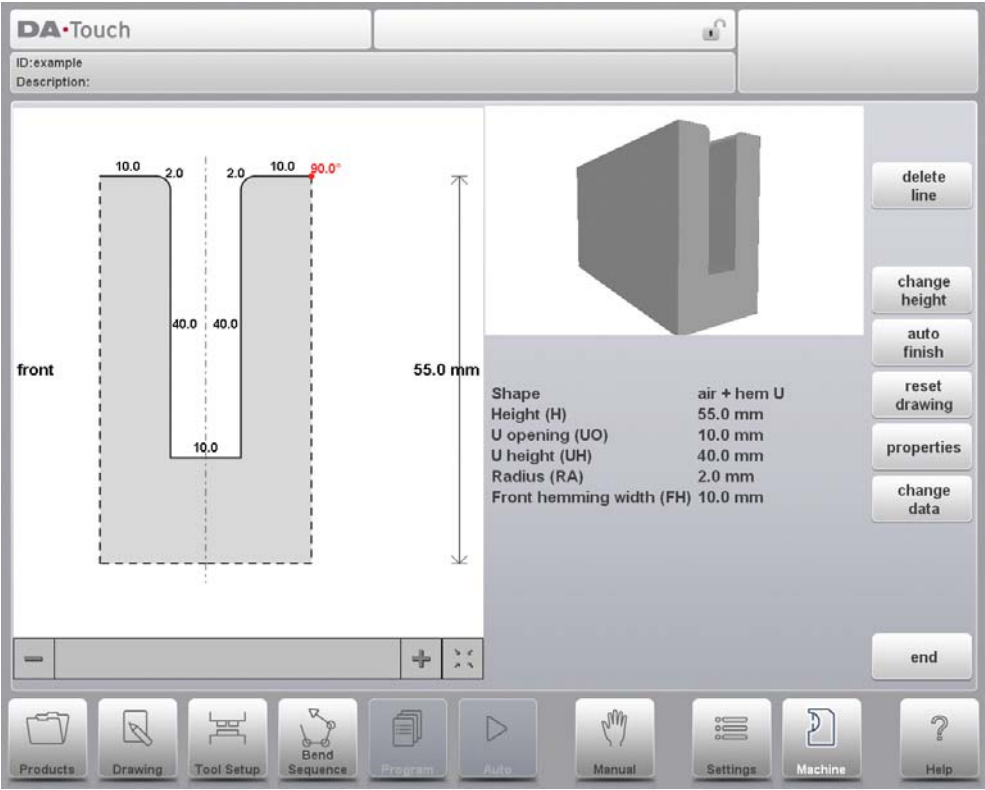 DA•Touch
ID:example
Description:
10.0 2.0 2.0 10.0 90.0°
40.0 40.0
front
55.0 mm
10.0
Shape air + hem U
Height (H) 55.0 mm
U opening (UO) 10.0 mm
U height (UH) 40.0 mm
Radius (RA) 2.0 mm
Front hemming width (FH) 10.0 mm
delete
line
change
height
auto
finish
reset
drawing
properties
change
data
end
Products
Drawing
Tool Setup
Bend
Sequence
Program
Auto
Manual
Settings
Machine
Help